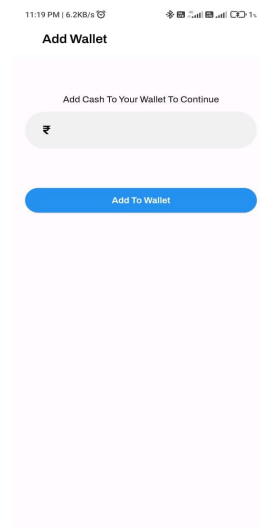 11:19 PM | 6.2KB/s
Add Wallet
Add Cash To Your Wallet To Continue
₹
Add To Wallet